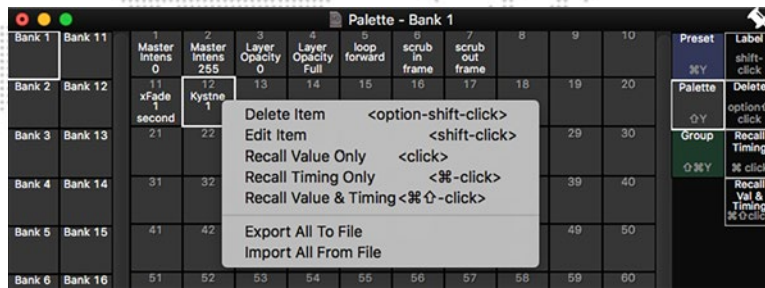 Palette - Bank 1
Bank 1 Bank 11 1 2 3 4 5 6 7 8 9 10 Preset Label
Master Intens 0
Master Intens 255
Layer Opacity 0
Layer Opacity Full
loop forward
scrub in frame
scrub out frame
⌘Y
shift-click
Bank 2 Bank 12 11 12 13 14 15 16 17 18 19 20 Palette Delete
xFade 1 second
Kystne 1
⇧Y
option⇧ click
Delete Item <option-shift-click>
Edit Item <shift-click>
Recall Value Only <click>
Recall Timing Only <⌘-click>
Recall Value & Timing<⌘⇧-click>
Export All To File
Import All From File
Bank 3 Bank 13 21 22 29 30 Group Recall Timing
⇧⌘Y
⌘ click
Bank 4 Bank 14 31 32 39 40 Recall Val & Timing
⌘⇧clic
Bank 5 Bank 15 41 42 49 50
Bank 6 Bank 16 51 52 53 54 55 56 57 58 59 60